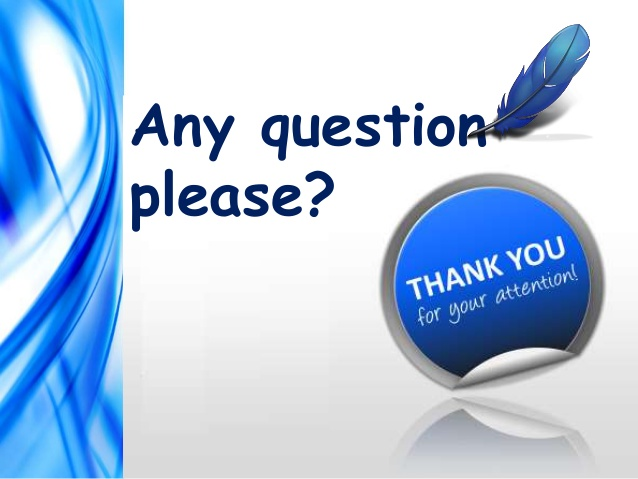 Any question
please?
THANK YOU
for your attention!